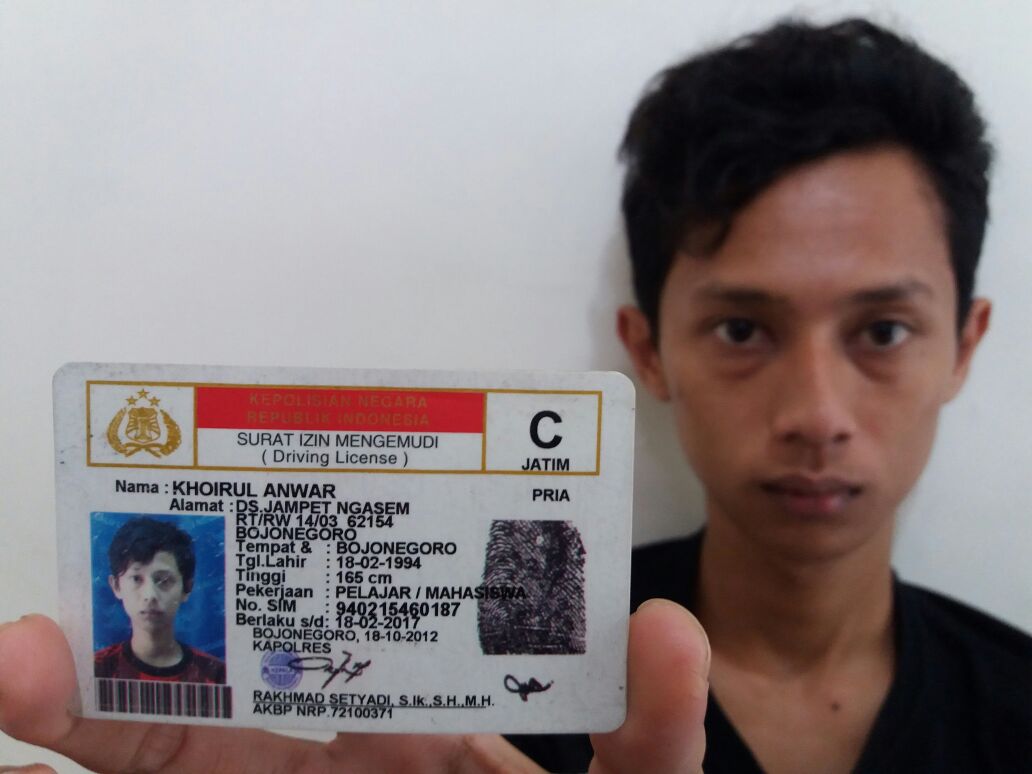 KEPOLISIAN NEGARA
REPUBLIK INDONESIA
SURAT IZIN MENGEMUDI
( Driving License )
C
JATIM
Nama : KHOIRUL ANWAR
PRIA
Alamat : DS.JAMPET NGASEM
RT/RW 14/03 62154
BOJONEGORO
Tempat & : BOJONEGORO
Tgl.Lahir : 18-02-1994
Tinggi : 165 cm
Pekerjaan : PELAJAR / MAHASISWA
No. SIM : 940215460187
Berlaku s/d : 18-02-2017
BOJONEGORO, 18-10-2012
KAPOLRES
RAKHMAD SETYADI, S.Ik.,S.H.,M.H.
AKBP NRP.72100371